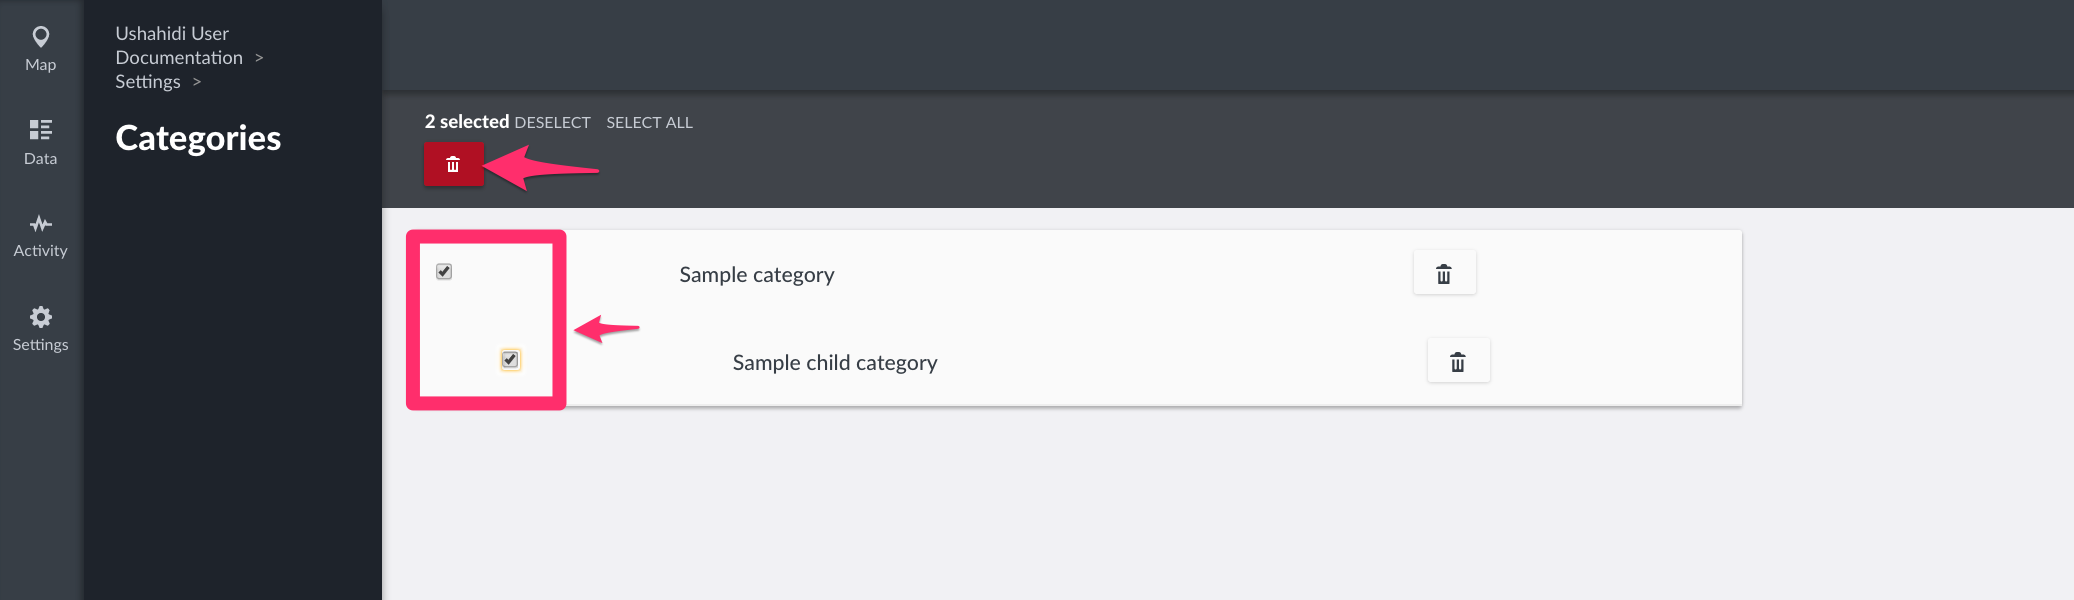 Map
Data
Activity
Settings
Ushahidi User
Documentation >
Settings >
Categories
2 selected DESELECT SELECT ALL
Sample category
Sample child category